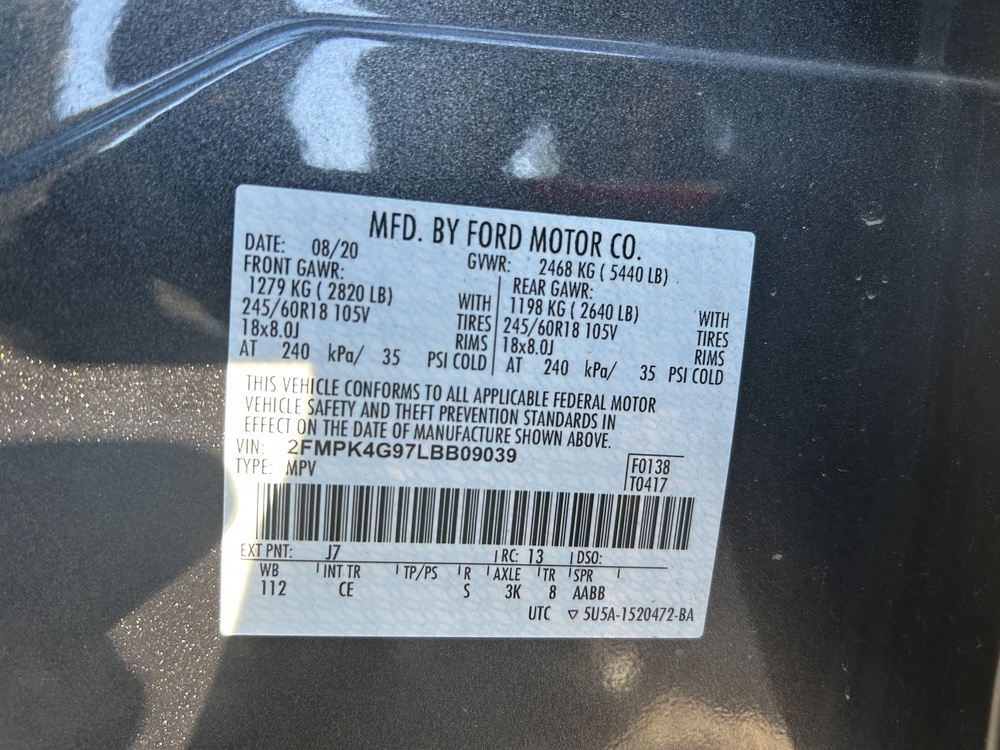 MFD. BY FORD MOTOR CO.
DATE: 08/20 GVWR: 2468 KG ( 5440 LB)
FRONT GAWR: REAR GAWR:
1279 KG ( 2820 LB) WITH 1198 KG ( 2640 LB) WITH
245/60R18 105V TIRES 245/60R18 105V TIRES
18x8.0J RIMS 18x8.0J RIMS
AT 240 kPa/ 35 PSI COLD AT 240 kPa/ 35 PSI COLD
THIS VEHICLE CONFORMS TO ALL APPLICABLE FEDERAL MOTOR
VEHICLE SAFETY AND THEFT PREVENTION STANDARDS IN
EFFECT ON THE DATE OF MANUFACTURE SHOWN ABOVE.
VIN: 2FMPK4G97LBB09039
TYPE: MPV
F0138
T0417
EXT PNT: J7 RC: 13 DSO:
WB INT TR TP/PS R AXLE TR SPR
112 CE S 3K 8 AABB
UTC ▽ 5U5A-1520472-BA